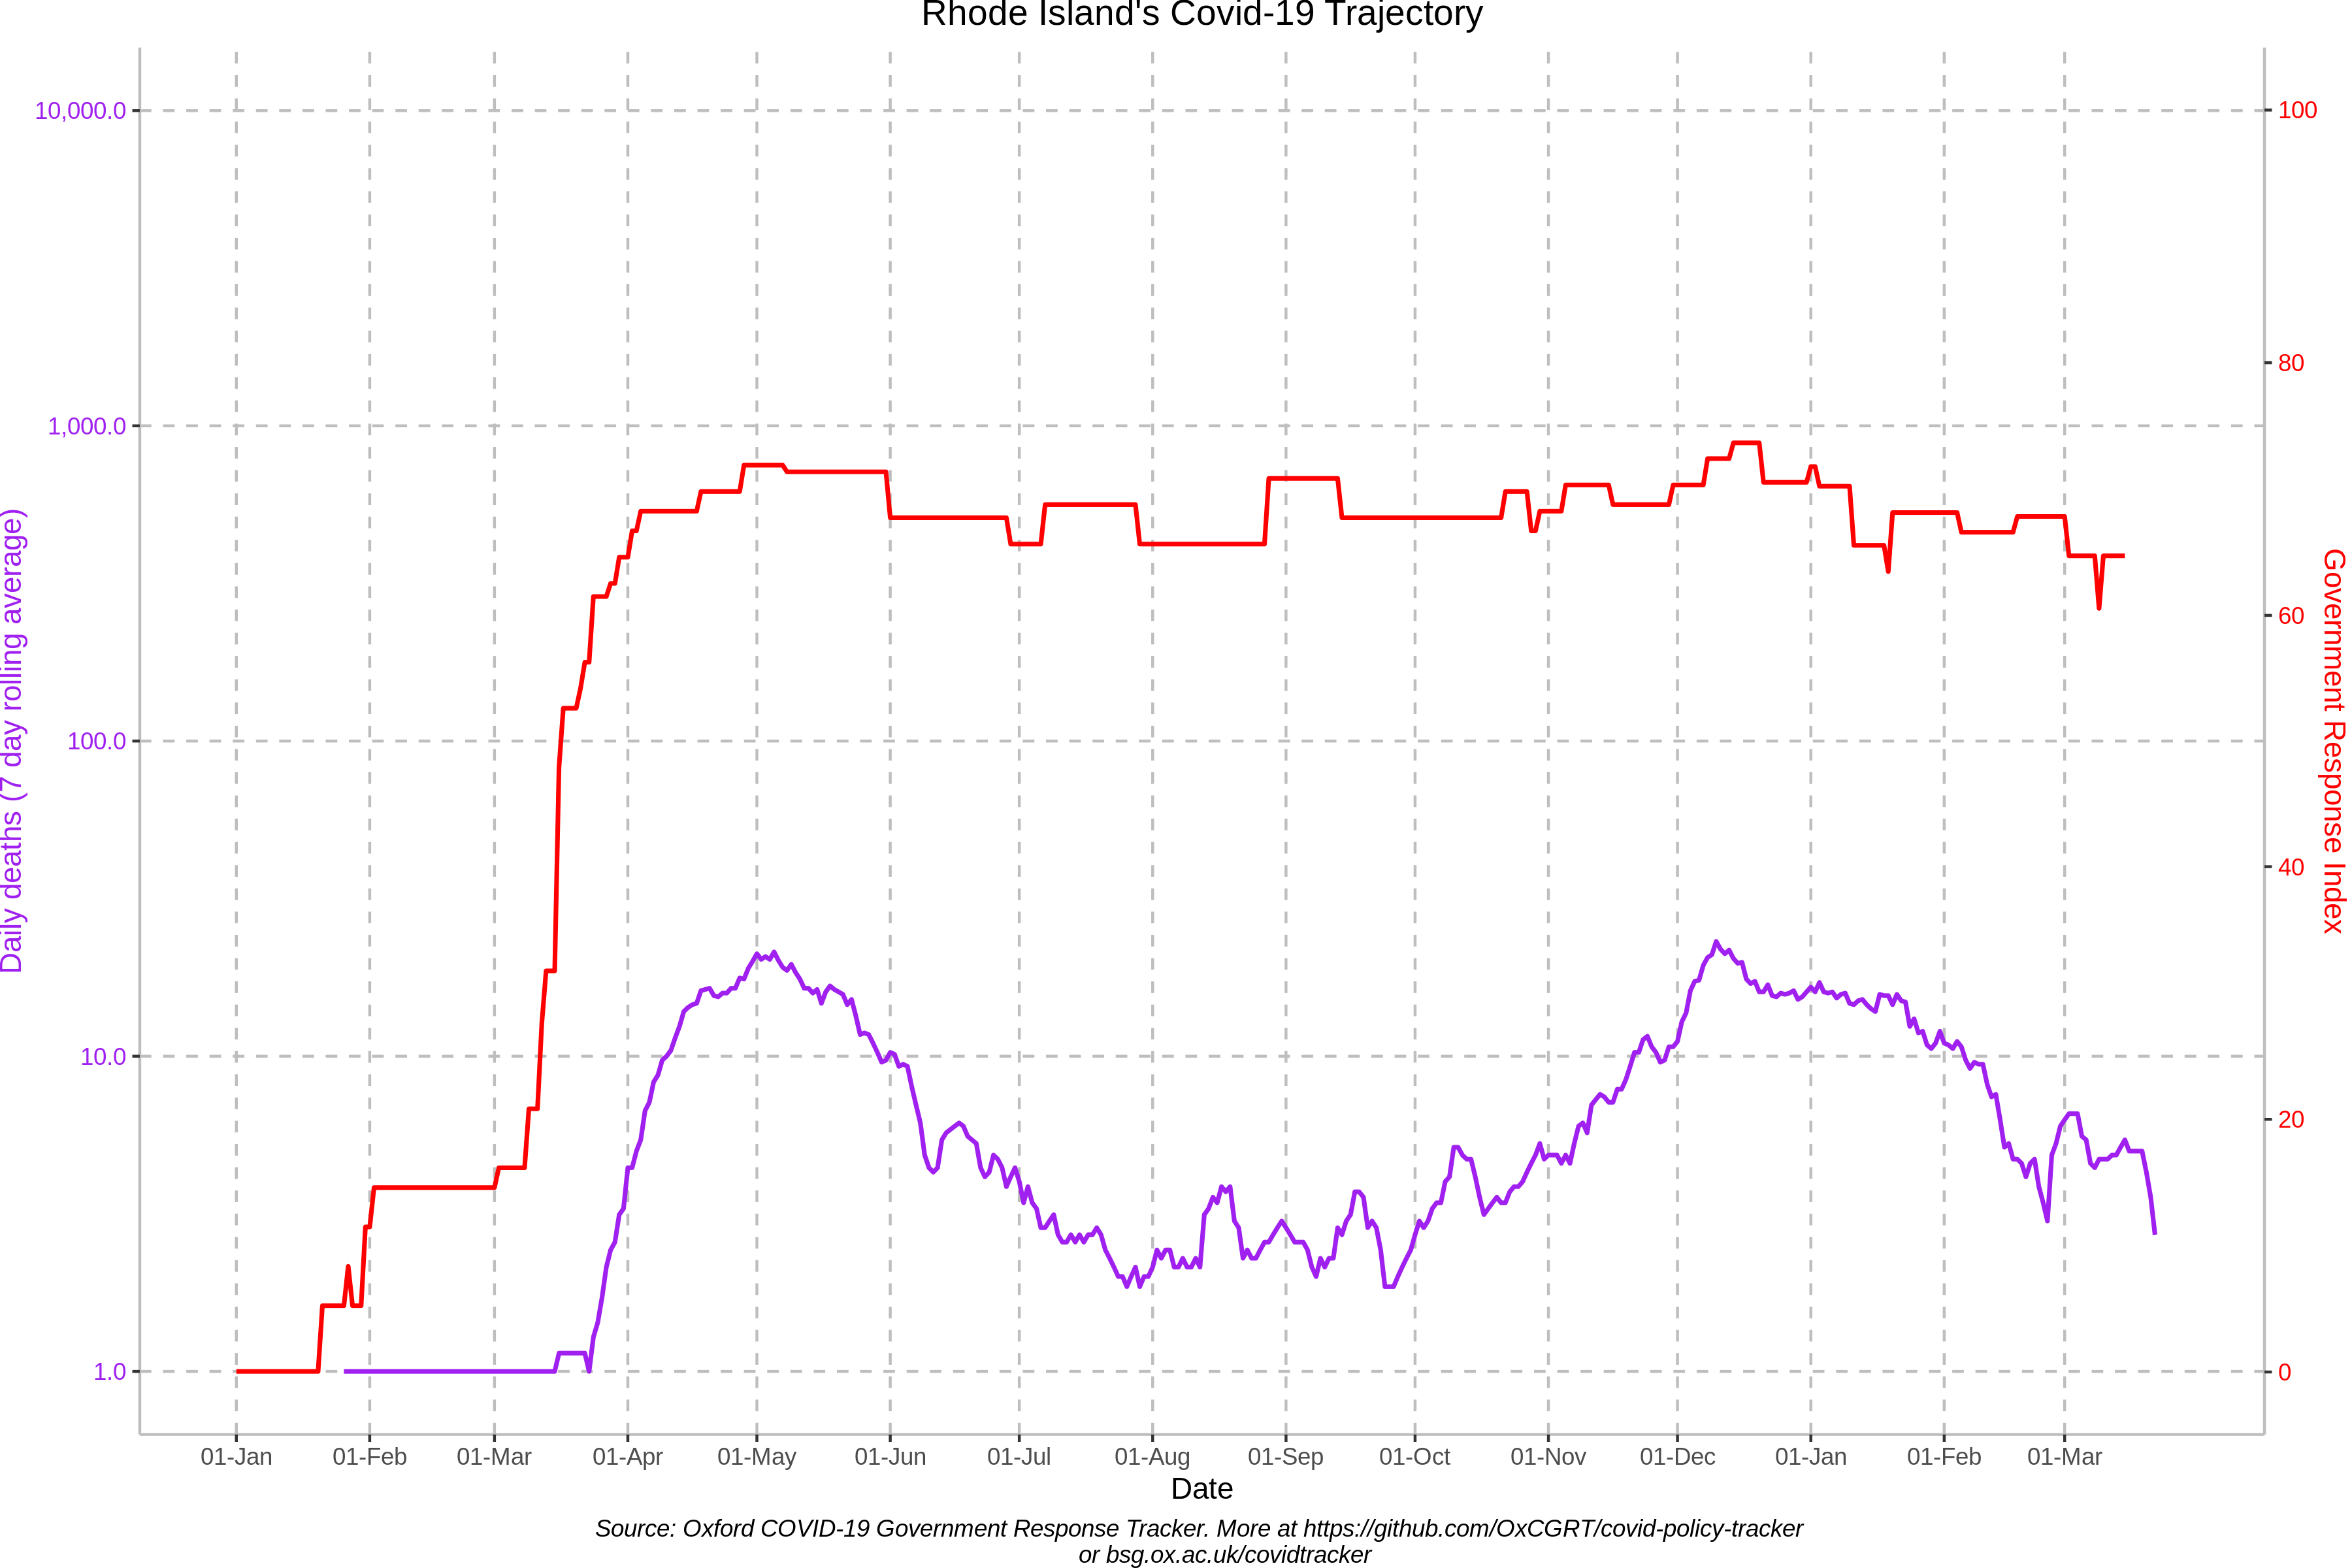 Rhode Island's Covid-19 Trajectory
Daily deaths (7 day rolling average)
10,000.0
1,000.0
100.0
10.0
1.0
100
80
60
40
20
0
Government Response Index
01-Jan 01-Feb 01-Mar 01-Apr 01-May 01-Jun 01-Jul 01-Aug 01-Sep 01-Oct 01-Nov 01-Dec 01-Jan 01-Feb 01-Mar
Date
Source: Oxford COVID-19 Government Response Tracker. More at https://github.com/OxCGRT/covid-policy-tracker
or bsg.ox.ac.uk/covidtracker